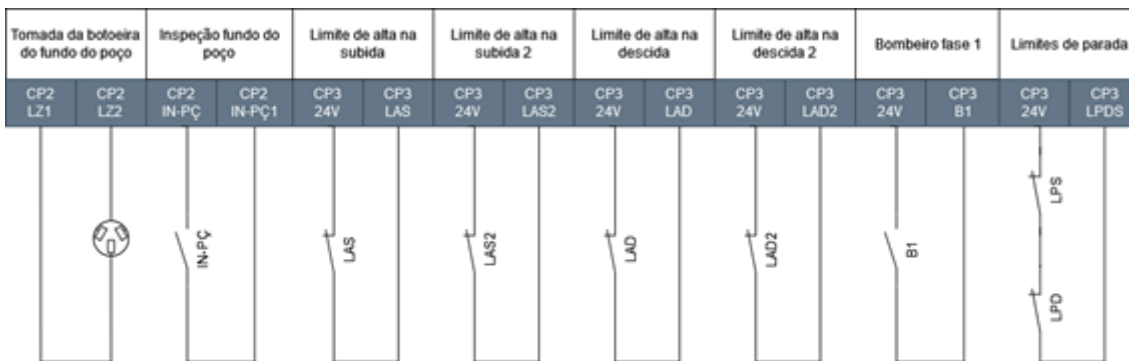 Tomada da botoeira
do fundo do poço
Inspeção fundo do
poço
Limite de alta na
subida
Limite de alta na
subida 2
Limite de alta na
descida
Limite de alta na
descida 2
Bombeiro fase 1
Limites de parada
CP2
LZ1
CP2
LZ2
CP2
IN-PÇ
CP2
IN-PÇ1
CP3
24V
CP3
LAS
CP3
24V
CP3
LAS2
CP3
24V
CP3
LAD
CP3
24V
CP3
LAD2
CP3
24V
CP3
B1
CP3
24V
CP3
LPDS
IN-PÇ
LAS
LAS2
LAD
LAD2
B1
LPS
LPD